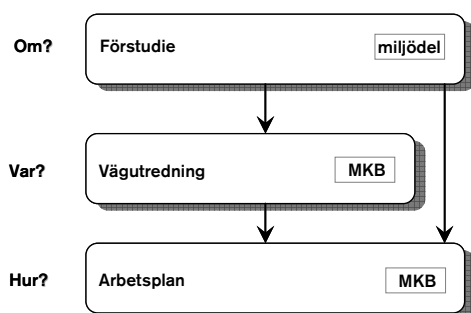 Om? Förstudie miljödel
Var? Vägutredning MKB
Hur? Arbetsplan MKB